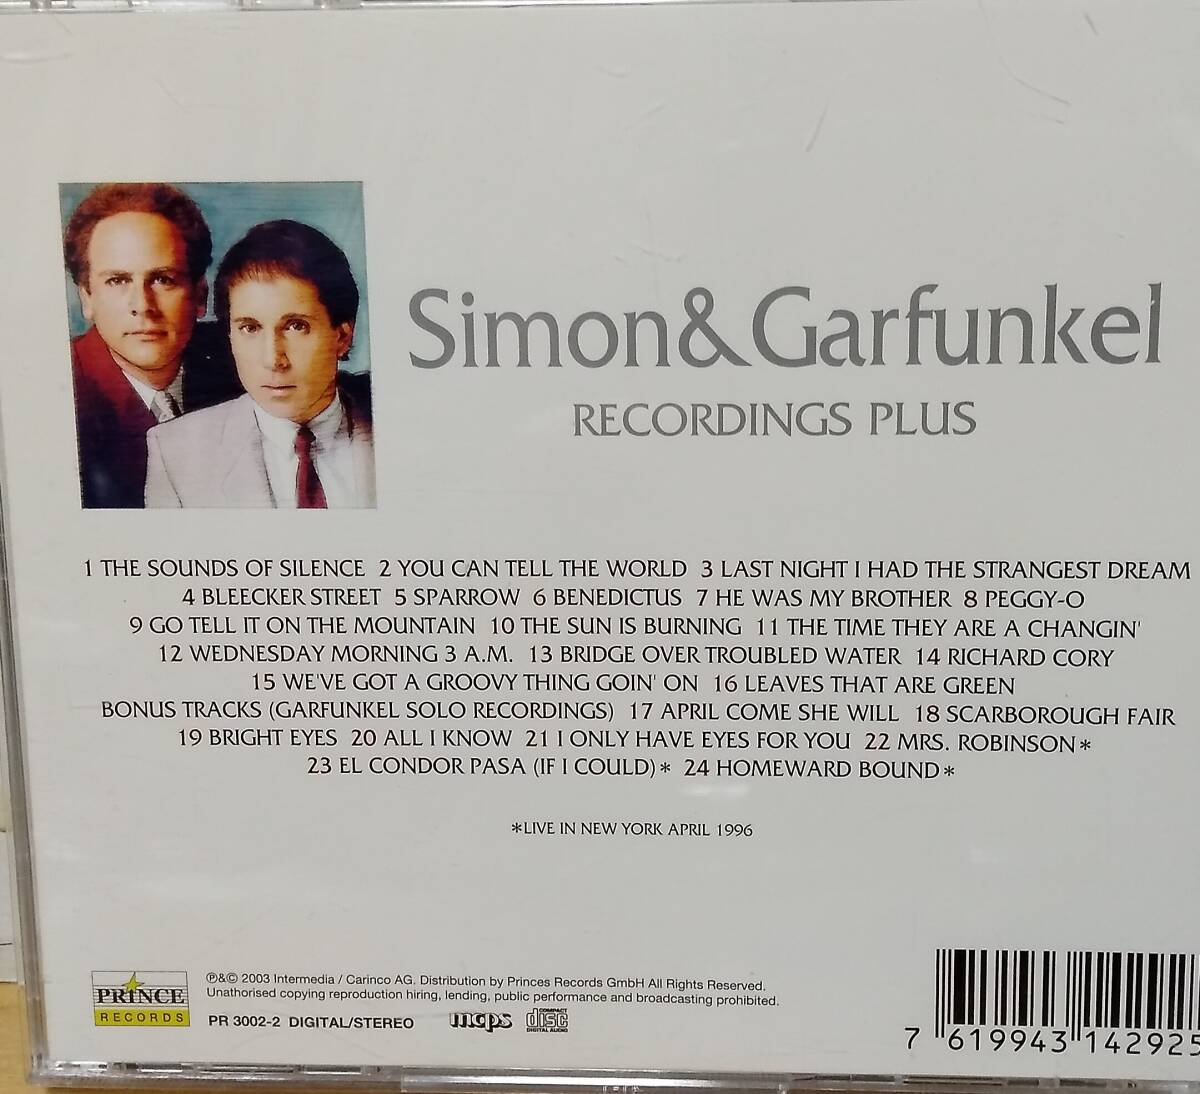 Simon & Garfunkel
RECORDINGS PLUS
1 THE SOUNDS OF SILENCE 2 YOU CAN TELL THE WORLD 3 LAST NIGHT I HAD THE STRANGEST DREAM
4 BLEECKER STREET 5 SPARROW 6 BENEDICTUS 7 HE WAS MY BROTHER 8 PEGGY-O
9 GO TELL IT ON THE MOUNTAIN 10 THE SUN IS BURNING 11 THE TIME THEY ARE A CHANGIN'
12 WEDNESDAY MORNING 3 A.M. 13 BRIDGE OVER TROUBLED WATER 14 RICHARD CORY
15 WE'VE GOT A GROOVY THING GOIN' ON 16 LEAVES THAT ARE GREEN
BONUS TRACKS (GARFUNKEL SOLO RECORDINGS) 17 APRIL COME SHE WILL 18 SCARBOROUGH FAIR
19 BRIGHT EYES 20 ALL I KNOW 21 I ONLY HAVE EYES FOR YOU 22 MRS. ROBINSON*
23 EL CONDOR PASA (IF I COULD)* 24 HOMEWARD BOUND*
*LIVE IN NEW YORK APRIL 1996
PRINCE
RECORDS
℗&© 2003 Intermedia / Carinco AG. Distribution by Princes Records GmbH All Rights Reserved.
Unathorised copying reproduction hiring, lending, public performance and broadcasting prohibited.
PR 3002-2 DIGITAL/STEREO mcps COMPACT disc DIGITAL AUDIO
7 619943 142925